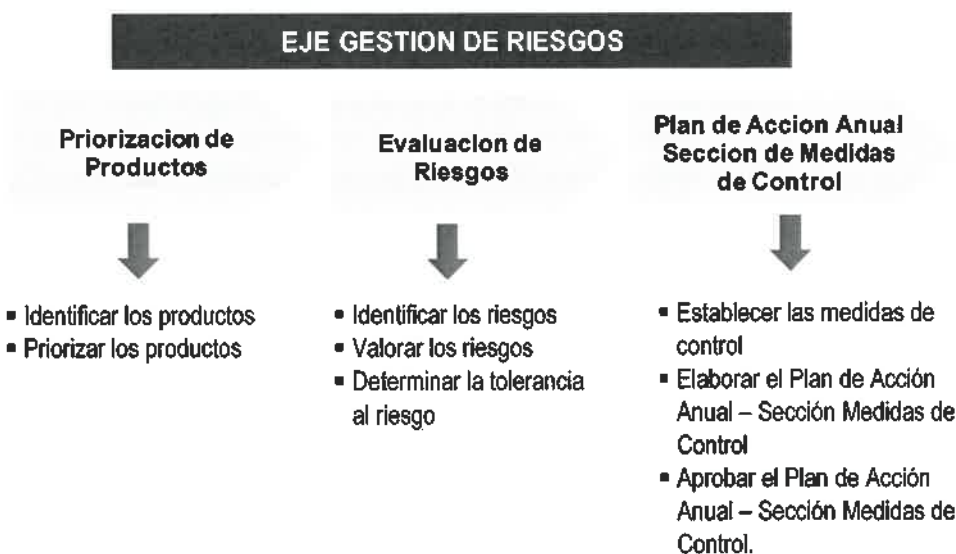 EJE GESTION DE RIESGOS
Priorizacion de
Productos
Evaluacion de
Riesgos
Plan de Accion Anual
Seccion de Medidas
de Control
▪ Identificar los productos
▪ Priorizar los productos
▪ Identificar los riesgos
▪ Valorar los riesgos
▪ Determinar la tolerancia
al riesgo
▪ Establecer las medidas de
control
▪ Elaborar el Plan de Acción
Anual – Sección Medidas de
Control
▪ Aprobar el Plan de Acción
Anual – Sección Medidas de
Control.